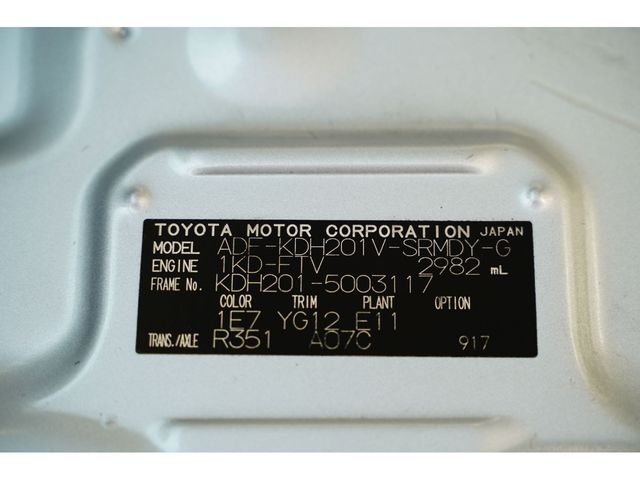 TOYOTA MOTOR CORPORATION JAPAN
MODEL ADF-KDH201V-SRMDY-G
ENGINE 1KD-FTV 2982 mL
FRAME No. KDH201-5003117
COLOR TRIM PLANT OPTION
1E7 YG12 E11
TRANS./AXLE R351 A07C 917